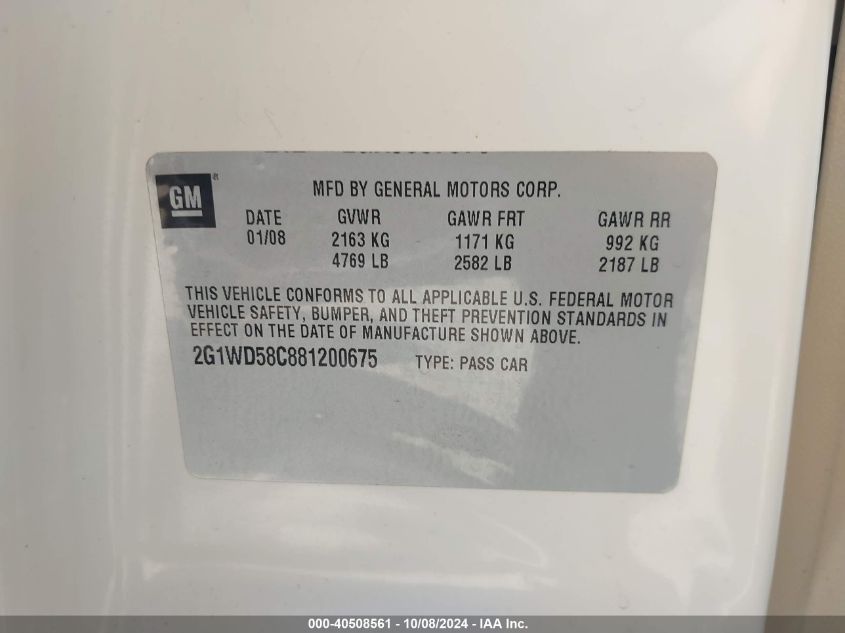 GM
MFD BY GENERAL MOTORS CORP.
DATE GVWR GAWR FRT GAWR RR
01/08 2163 KG 1171 KG 992 KG
4769 LB 2582 LB 2187 LB
THIS VEHICLE CONFORMS TO ALL APPLICABLE U.S. FEDERAL MOTOR
VEHICLE SAFETY, BUMPER, AND THEFT PREVENTION STANDARDS IN
EFFECT ON THE DATE OF MANUFACTURE SHOWN ABOVE.
2G1WD58C881200675 TYPE: PASS CAR
000-40508561 - 10/08/2024 - IAA Inc.